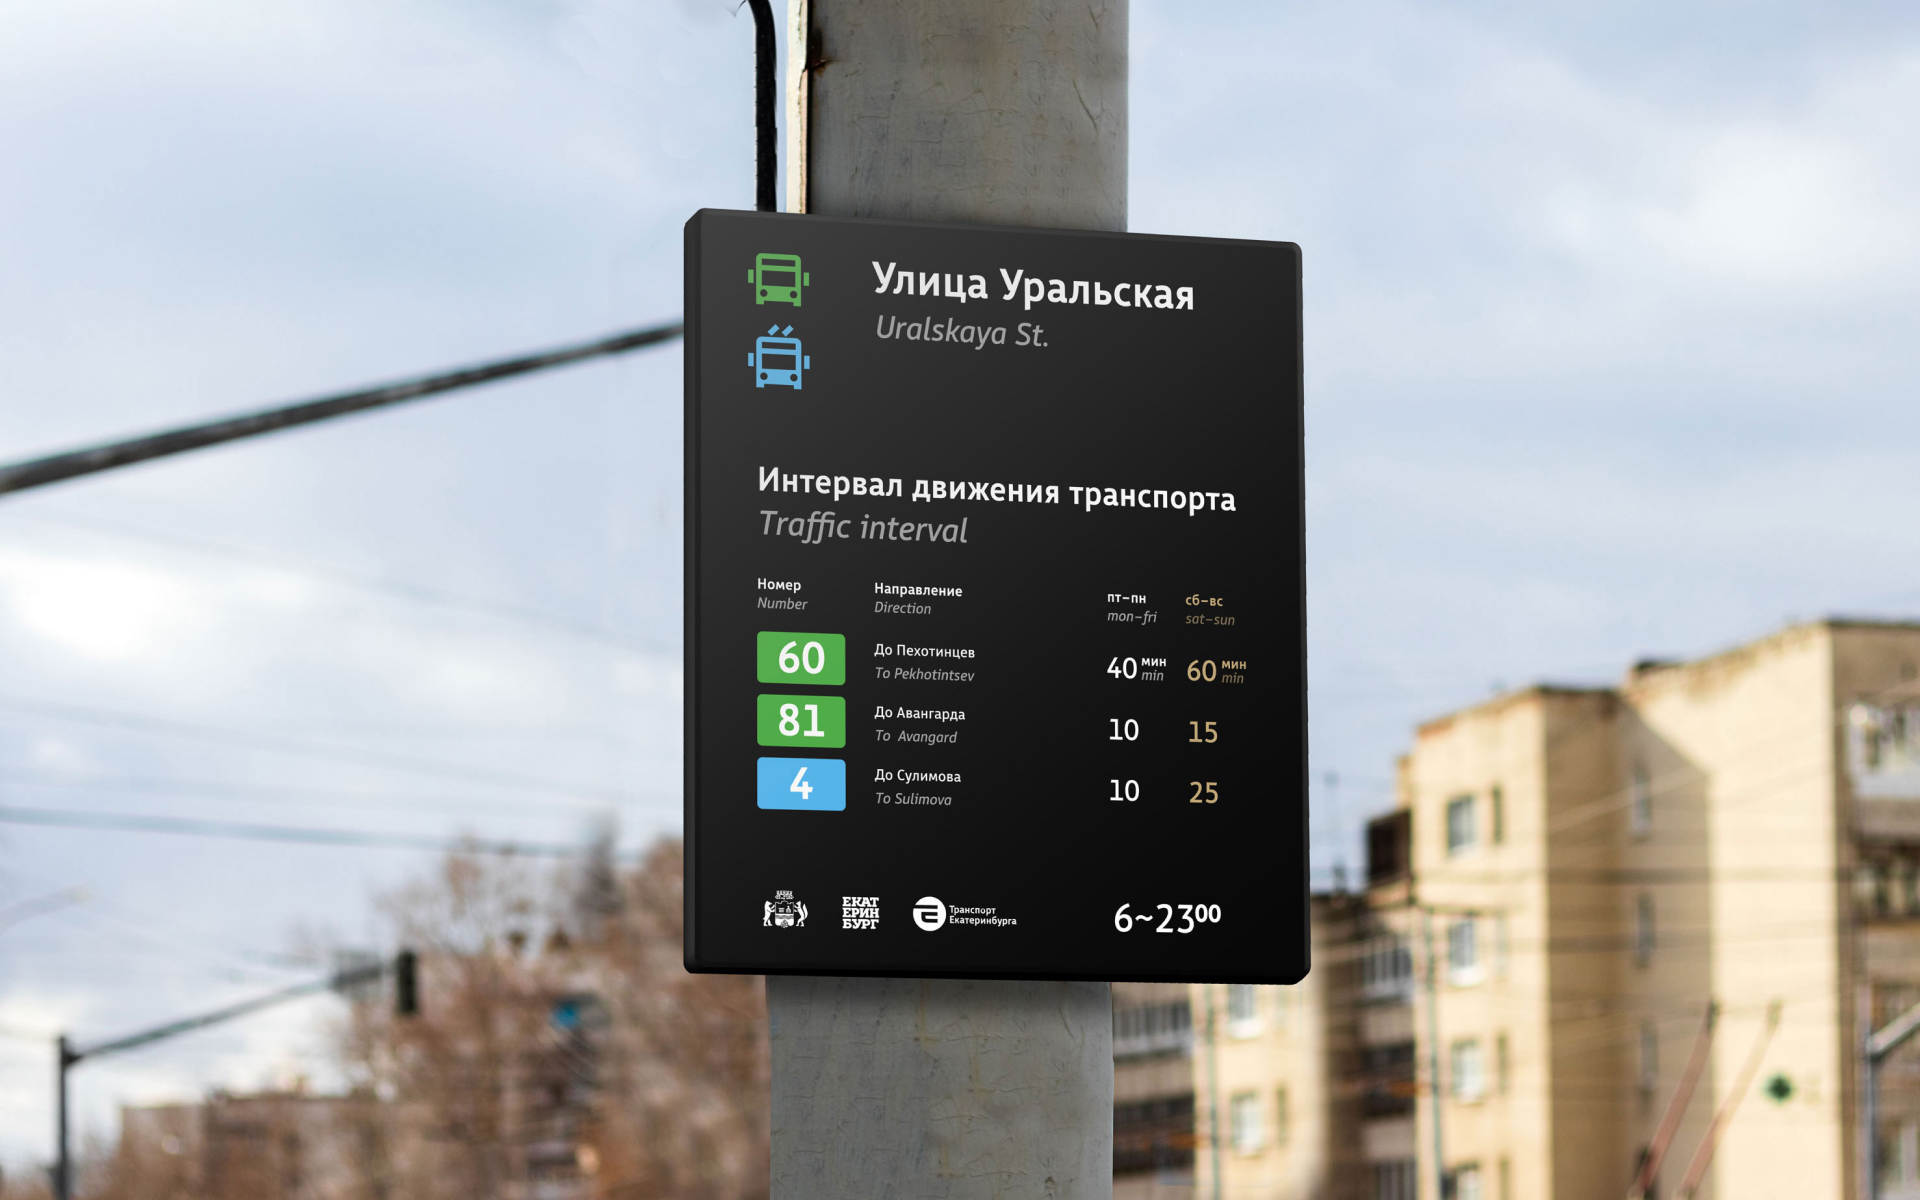 Улица Уральская
Uralskaya St.
Интервал движения транспорта
Traffic interval
Номер Направление пт–пн сб–вс
Number Direction mon–fri sat–sun
60 До Пехотинцев 40 мин 60 мин
To Pekhotintsev min min
81 До Авангарда 10 15
To Avangard
4 До Сулимова 10 25
To Sulimova
ЕКАТ
ЕРИН
БУРГ
Транспорт
Екатеринбурга
6~23⁰⁰